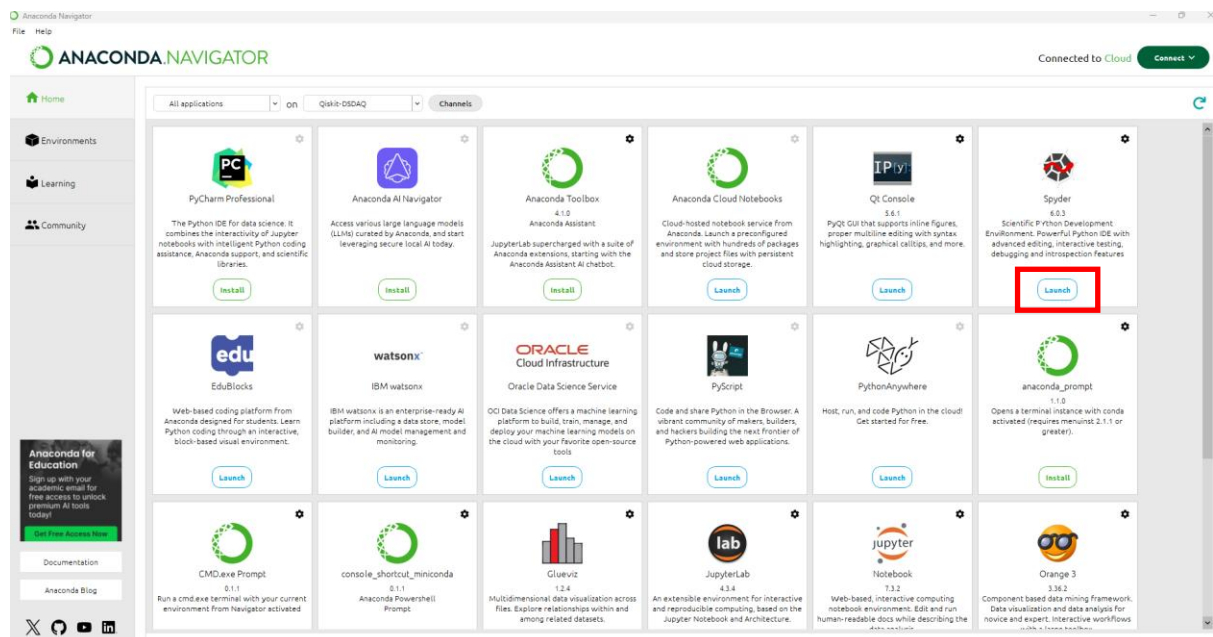 Anaconda Navigator
File Help
ANACONDA.NAVIGATOR
Connected to Cloud
Connect
Home
Environments
Learning
Community
All applications
on
Qiskit-DSDAQ
Channels
PC
PyCharm Professional
The Python IDE for data science. It
combines the interactivity of Jupyter
notebooks with intelligent Python coding
assistance, Anaconda support, and scientific
libraries.
Install
Anaconda AI Navigator
Access various large language models
(LLMs) curated by Anaconda, and start
leveraging secure local AI today.
Install
Anaconda Toolbox
4.1.0
Anaconda Assistant
JupyterLab supercharged with a suite of
Anaconda extensions, starting with the
Anaconda Assistant AI chatbot.
Install
Anaconda Cloud Notebooks
Cloud-hosted notebook service from
Anaconda. Launch a preconfigured
environment with hundreds of packages
and store project files with persistent
cloud storage.
Launch
IP[y]:
Qt Console
5.6.1
PyQt GUI that supports inline figures,
proper multiline editing with syntax
highlighting, graphical calltips, and more.
Launch
Spyder
6.0.3
Scientific PYthon Development
EnviRonment. Powerful Python IDE with
advanced editing, interactive testing,
debugging and introspection features
Launch
edu
EduBlocks
Web-based coding platform from
Anaconda designed for students. Learn
Python coding through an interactive,
block-based visual environment.
Launch
watsonx
IBM watsonx
IBM watsonx is an enterprise-ready AI
platform including a data store, model
builder, and AI model management and
monitoring.
Launch
ORACLE
Cloud Infrastructure
Oracle Data Science Service
OCI Data Science offers a machine learning
platform to build, train, manage, and
deploy your machine learning models on
the cloud with your favorite open-source
tools
Launch
PyScript
Code and share Python in the Browser. A
vibrant community of makers, builders,
and hackers building the next frontier of
Python-powered web applications.
Launch
PythonAnywhere
Host, run, and code Python in the cloud!
Get started for free.
Launch
anaconda_prompt
1.1.0
Opens a terminal instance with conda
activated (requires menuinst 2.1.1 or
greater).
Install
CMD.exe Prompt
0.1.1
Run a cmd.exe terminal with your current
environment from Navigator activated
console_shortcut_miniconda
0.1.1
Anaconda Powershell
Prompt
Glueviz
1.2.4
Multidimensional data visualization across
files. Explore relationships within and
among related datasets.
lab
JupyterLab
4.3.4
An extensible environment for interactive
and reproducible computing, based on the
Jupyter Notebook and Architecture.
jupyter
Notebook
7.3.2
Web-based, interactive computing
notebook environment. Edit and run
human-readable docs while describing the
data analysis.
Orange 3
3.36.2
Component based data mining framework.
Data visualization and data analysis for
novice and expert. Interactive workflows
with a large toolbox.
Anaconda for
Education
Sign up with your
academic email for
free access to unlock
premium AI tools
today!
Get Free Access Now
Documentation
Anaconda Blog